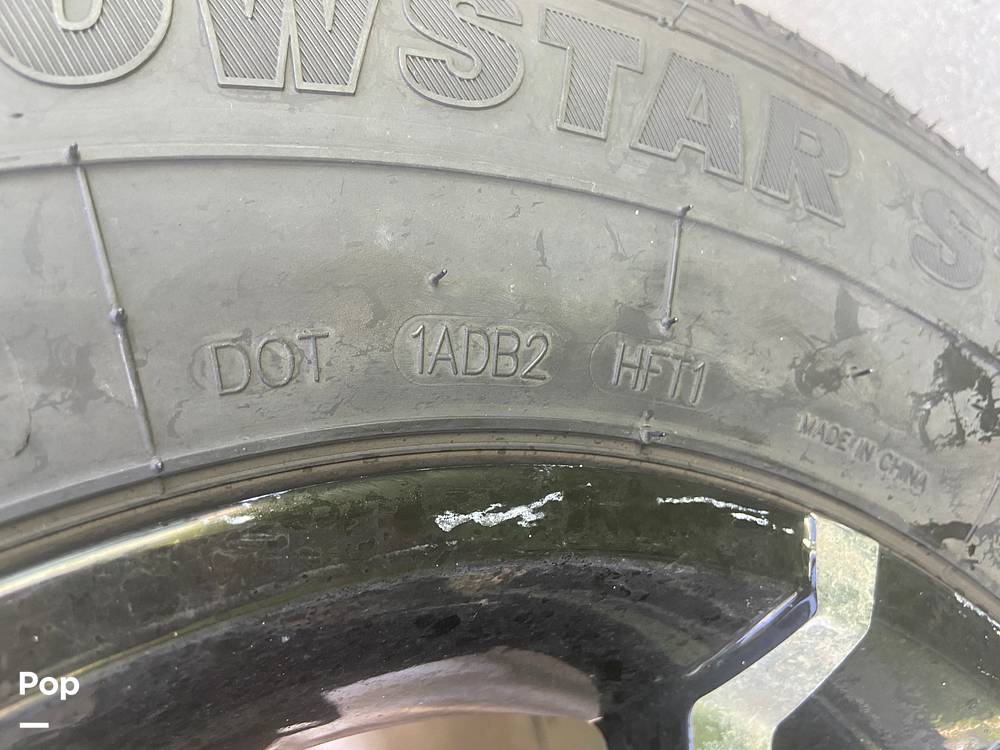 OWSTAR S
DOT 1ADB2 HFT1
MADE IN CHINA
Pop